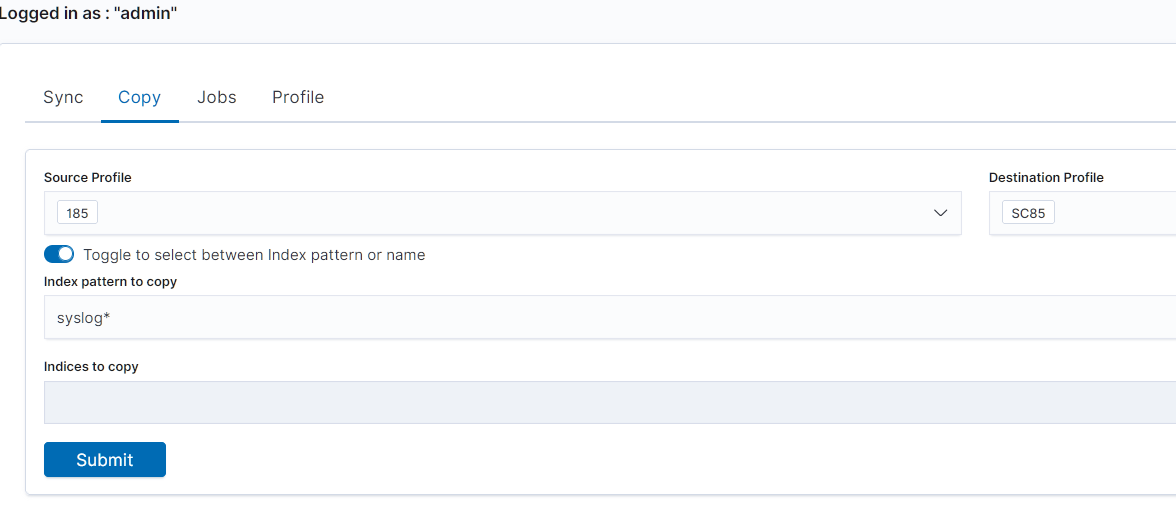 Logged in as : "admin"
Sync Copy Jobs Profile
Source Profile Destination Profile
185 SC85
Toggle to select between Index pattern or name
Index pattern to copy
syslog*
Indices to copy
Submit